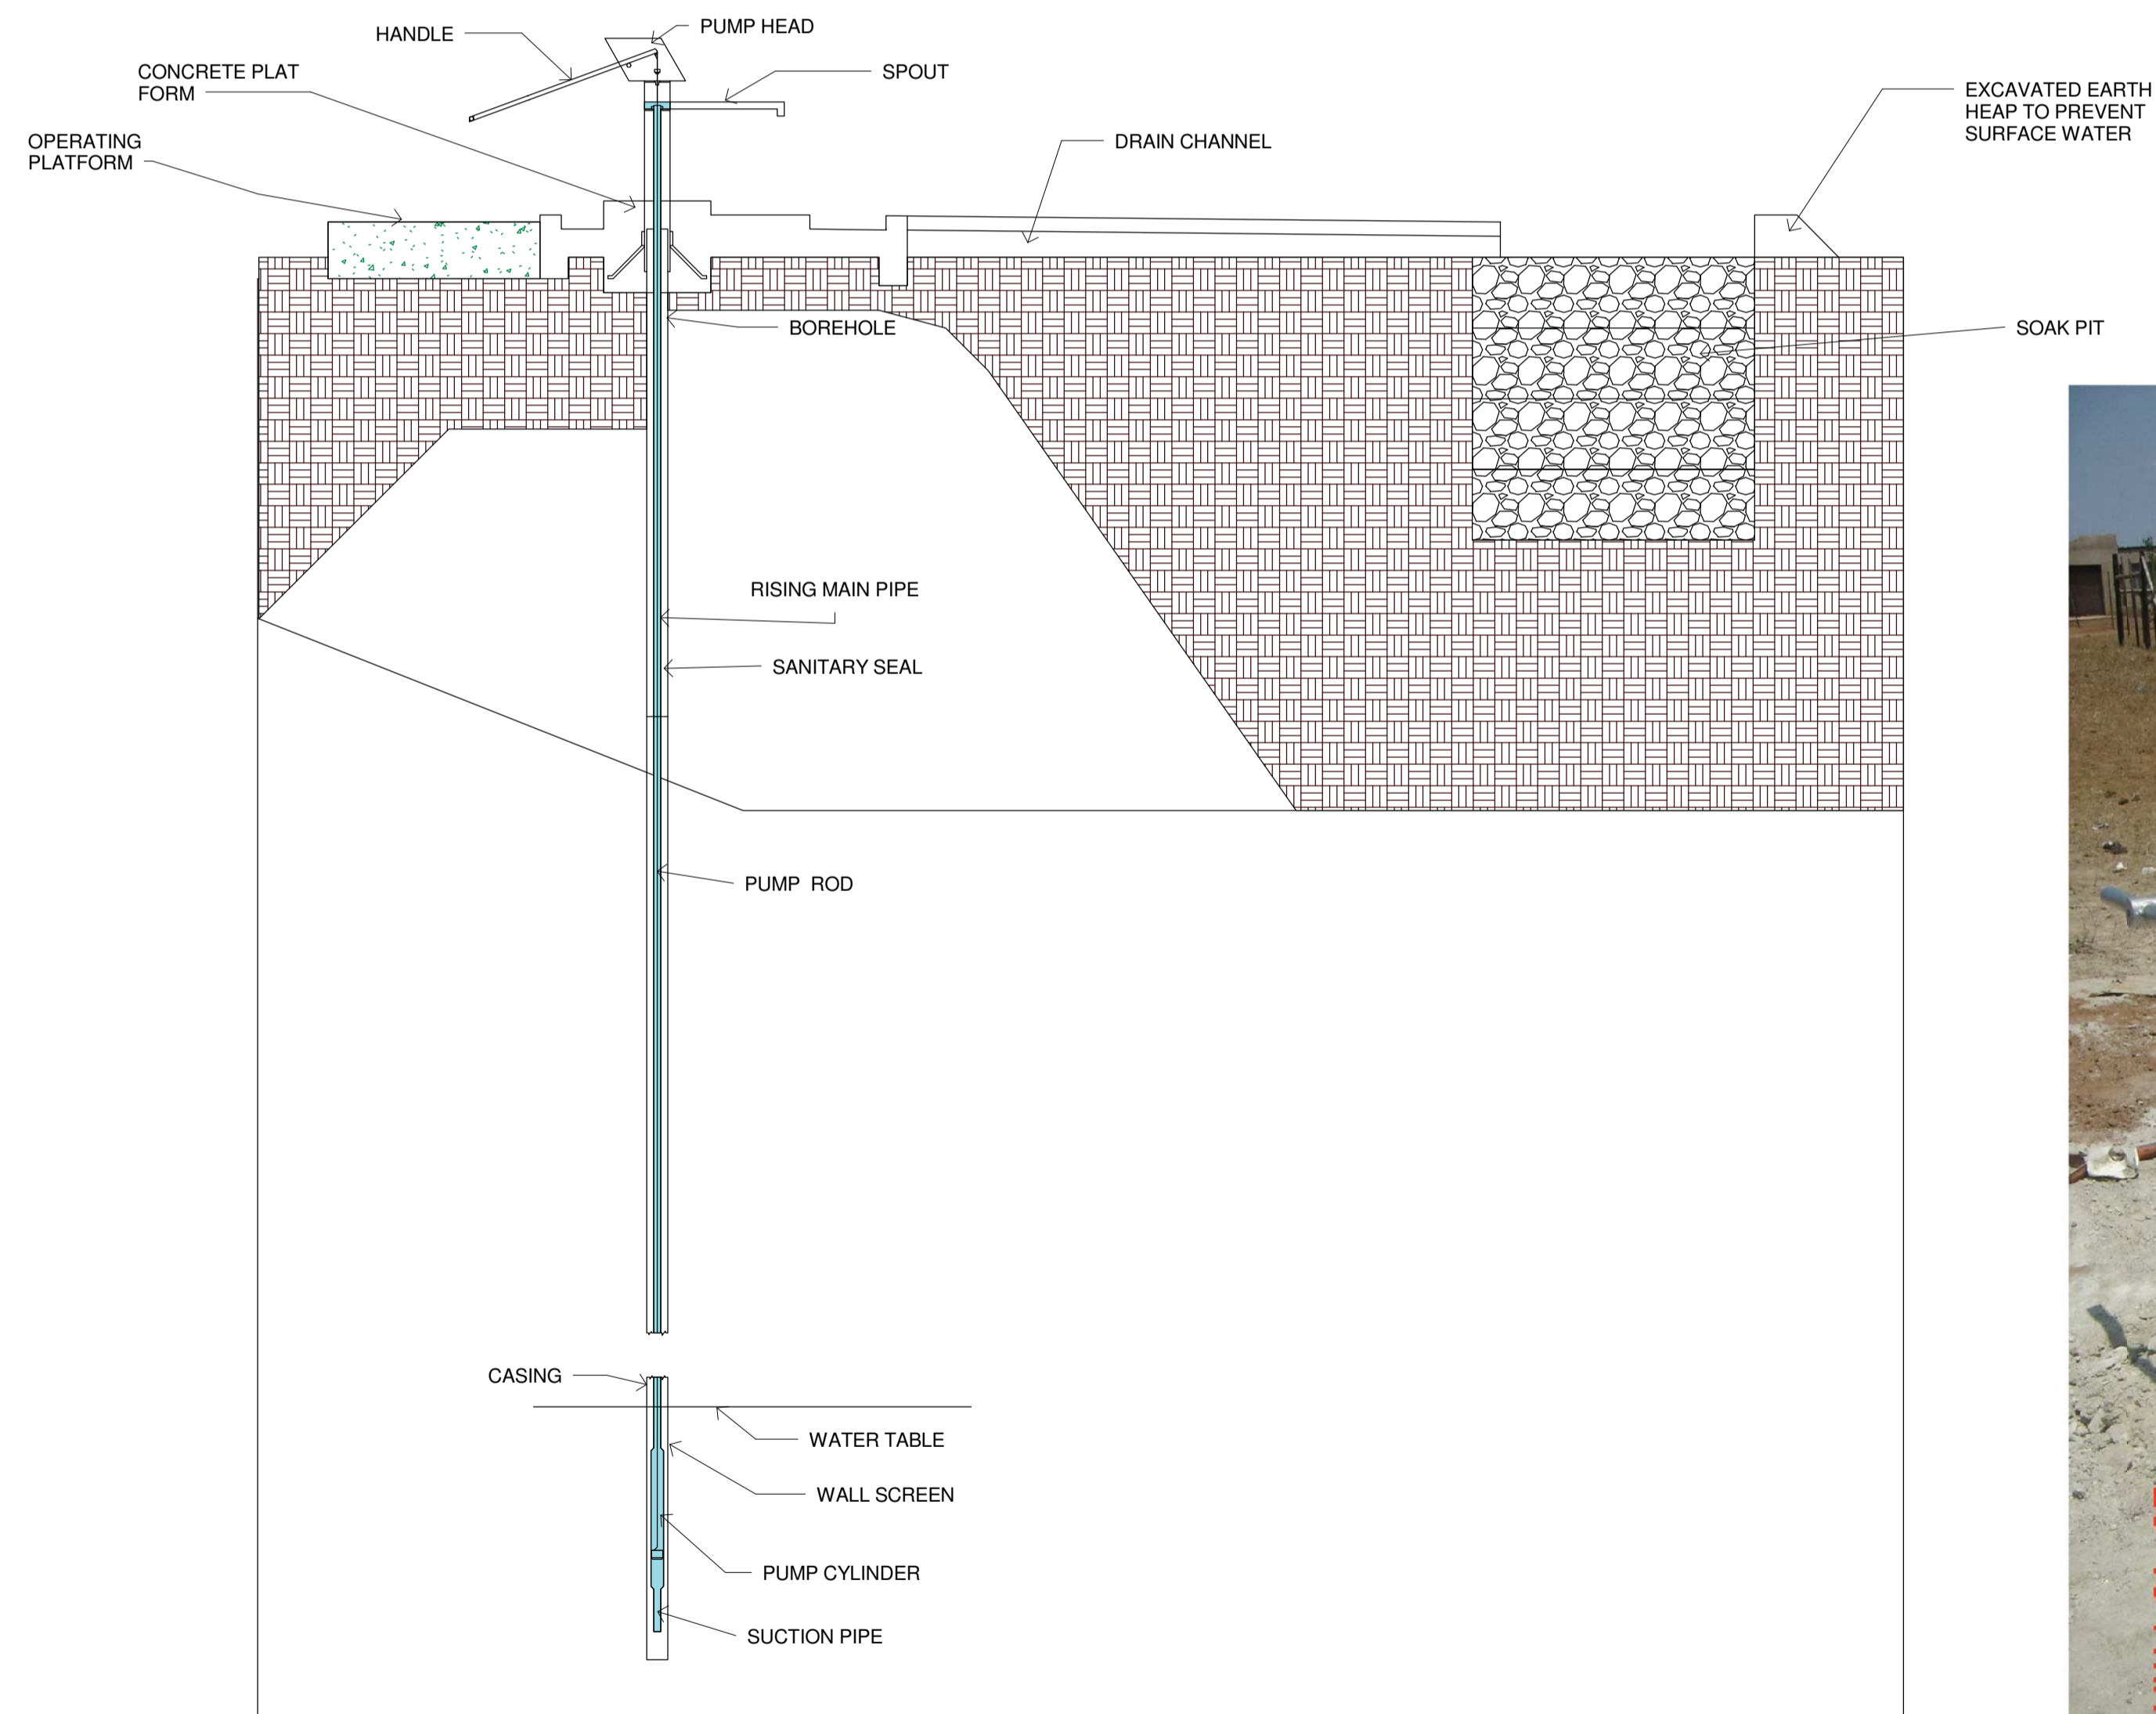 PUMP HEAD
HANDLE
CONCRETE PLAT
FORM
SPOUT
EXCAVATED EARTH
HEAP TO PREVENT
SURFACE WATER
OPERATING
PLATFORM
DRAIN CHANNEL
BOREHOLE
SOAK PIT
RISING MAIN PIPE
SANITARY SEAL
PUMP ROD
CASING
WATER TABLE
WALL SCREEN
PUMP CYLINDER
SUCTION PIPE